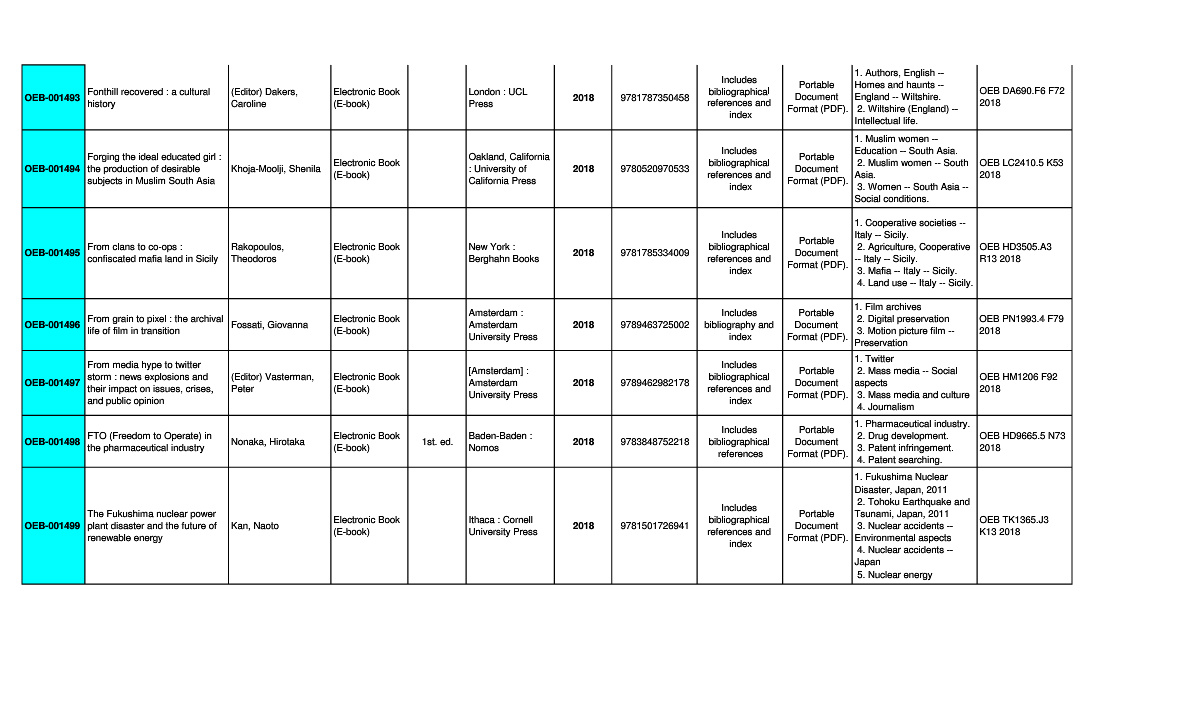 OEB-001493
Fonthill recovered : a cultural
history
(Editor) Dakers,
Caroline
Electronic Book
(E-book)
London : UCL
Press
2018
9781787350458
Includes
bibliographical
references and
index
Portable
Document
Format (PDF).
1. Authors, English --
Homes and haunts --
England -- Wiltshire.
2. Wiltshire (England) --
Intellectual life.
OEB DA690.F6 F72
2018
OEB-001494
Forging the ideal educated girl :
the production of desirable
subjects in Muslim South Asia
Khoja-Moolji, Shenila
Electronic Book
(E-book)
Oakland, California
: University of
California Press
2018
9780520970533
Includes
bibliographical
references and
index
Portable
Document
Format (PDF).
1. Muslim women --
Education -- South Asia.
2. Muslim women -- South
Asia.
3. Women -- South Asia --
Social conditions.
OEB LC2410.5 K53
2018
OEB-001495
From clans to co-ops :
confiscated mafia land in Sicily
Rakopoulos,
Theodoros
Electronic Book
(E-book)
New York :
Berghahn Books
2018
9781785334009
Includes
bibliographical
references and
index
Portable
Document
Format (PDF).
1. Cooperative societies --
Italy -- Sicily.
2. Agriculture, Cooperative
-- Italy -- Sicily.
3. Mafia -- Italy -- Sicily.
4. Land use -- Italy -- Sicily.
OEB HD3505.A3
R13 2018
OEB-001496
From grain to pixel : the archival
life of film in transition
Fossati, Giovanna
Electronic Book
(E-book)
Amsterdam :
Amsterdam
University Press
2018
9789463725002
Includes
bibliography and
index
Portable
Document
Format (PDF).
1. Film archives
2. Digital preservation
3. Motion picture film --
Preservation
OEB PN1993.4 F79
2018
OEB-001497
From media hype to twitter
storm : news explosions and
their impact on issues, crises,
and public opinion
(Editor) Vasterman,
Peter
Electronic Book
(E-book)
[Amsterdam] :
Amsterdam
University Press
2018
9789462982178
Includes
bibliographical
references and
index
Portable
Document
Format (PDF).
1. Twitter
2. Mass media -- Social
aspects
3. Mass media and culture
4. Journalism
OEB HM1206 F92
2018
OEB-001498
FTO (Freedom to Operate) in
the pharmaceutical industry
Nonaka, Hirotaka
Electronic Book
(E-book)
1st. ed.
Baden-Baden :
Nomos
2018
9783848752218
Includes
bibliographical
references
Portable
Document
Format (PDF).
1. Pharmaceutical industry.
2. Drug development.
3. Patent infringement.
4. Patent searching.
OEB HD9665.5 N73
2018
OEB-001499
The Fukushima nuclear power
plant disaster and the future of
renewable energy
Kan, Naoto
Electronic Book
(E-book)
Ithaca : Cornell
University Press
2018
9781501726941
Includes
bibliographical
references and
index
Portable
Document
Format (PDF).
1. Fukushima Nuclear
Disaster, Japan, 2011
2. Tohoku Earthquake and
Tsunami, Japan, 2011
3. Nuclear accidents --
Environmental aspects
4. Nuclear accidents --
Japan
5. Nuclear energy
OEB TK1365.J3
K13 2018